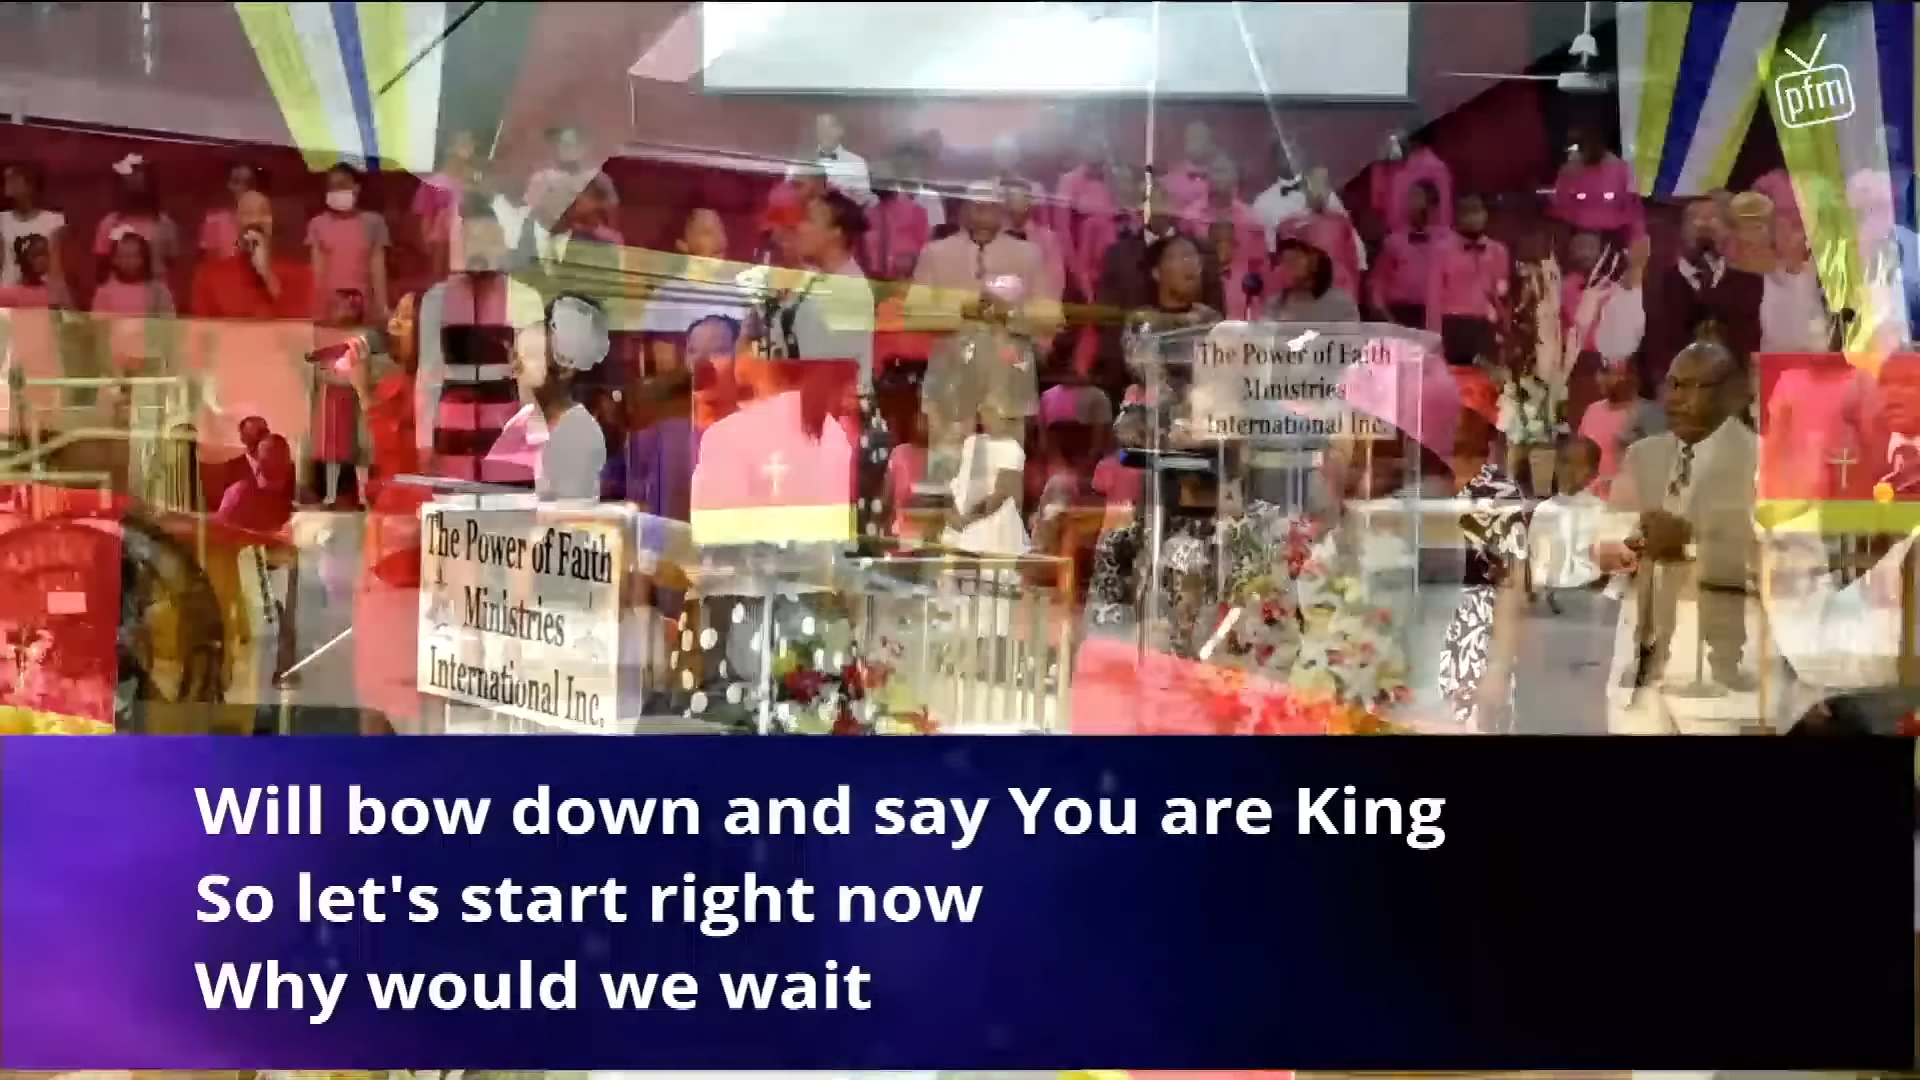 pfm
The Power of Faith
Ministries
International Inc.
The Power of Faith
Ministries
International Inc.
Will bow down and say You are King
So let's start right now
Why would we wait